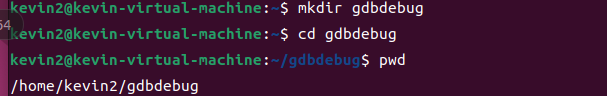 kevin2@kevin-virtual-machine:~$ mkdir gdbdebug
54
kevin2@kevin-virtual-machine:~$ cd gdbdebug
kevin2@kevin-virtual-machine:~/gdbdebug$ pwd
/home/kevin2/gdbdebug